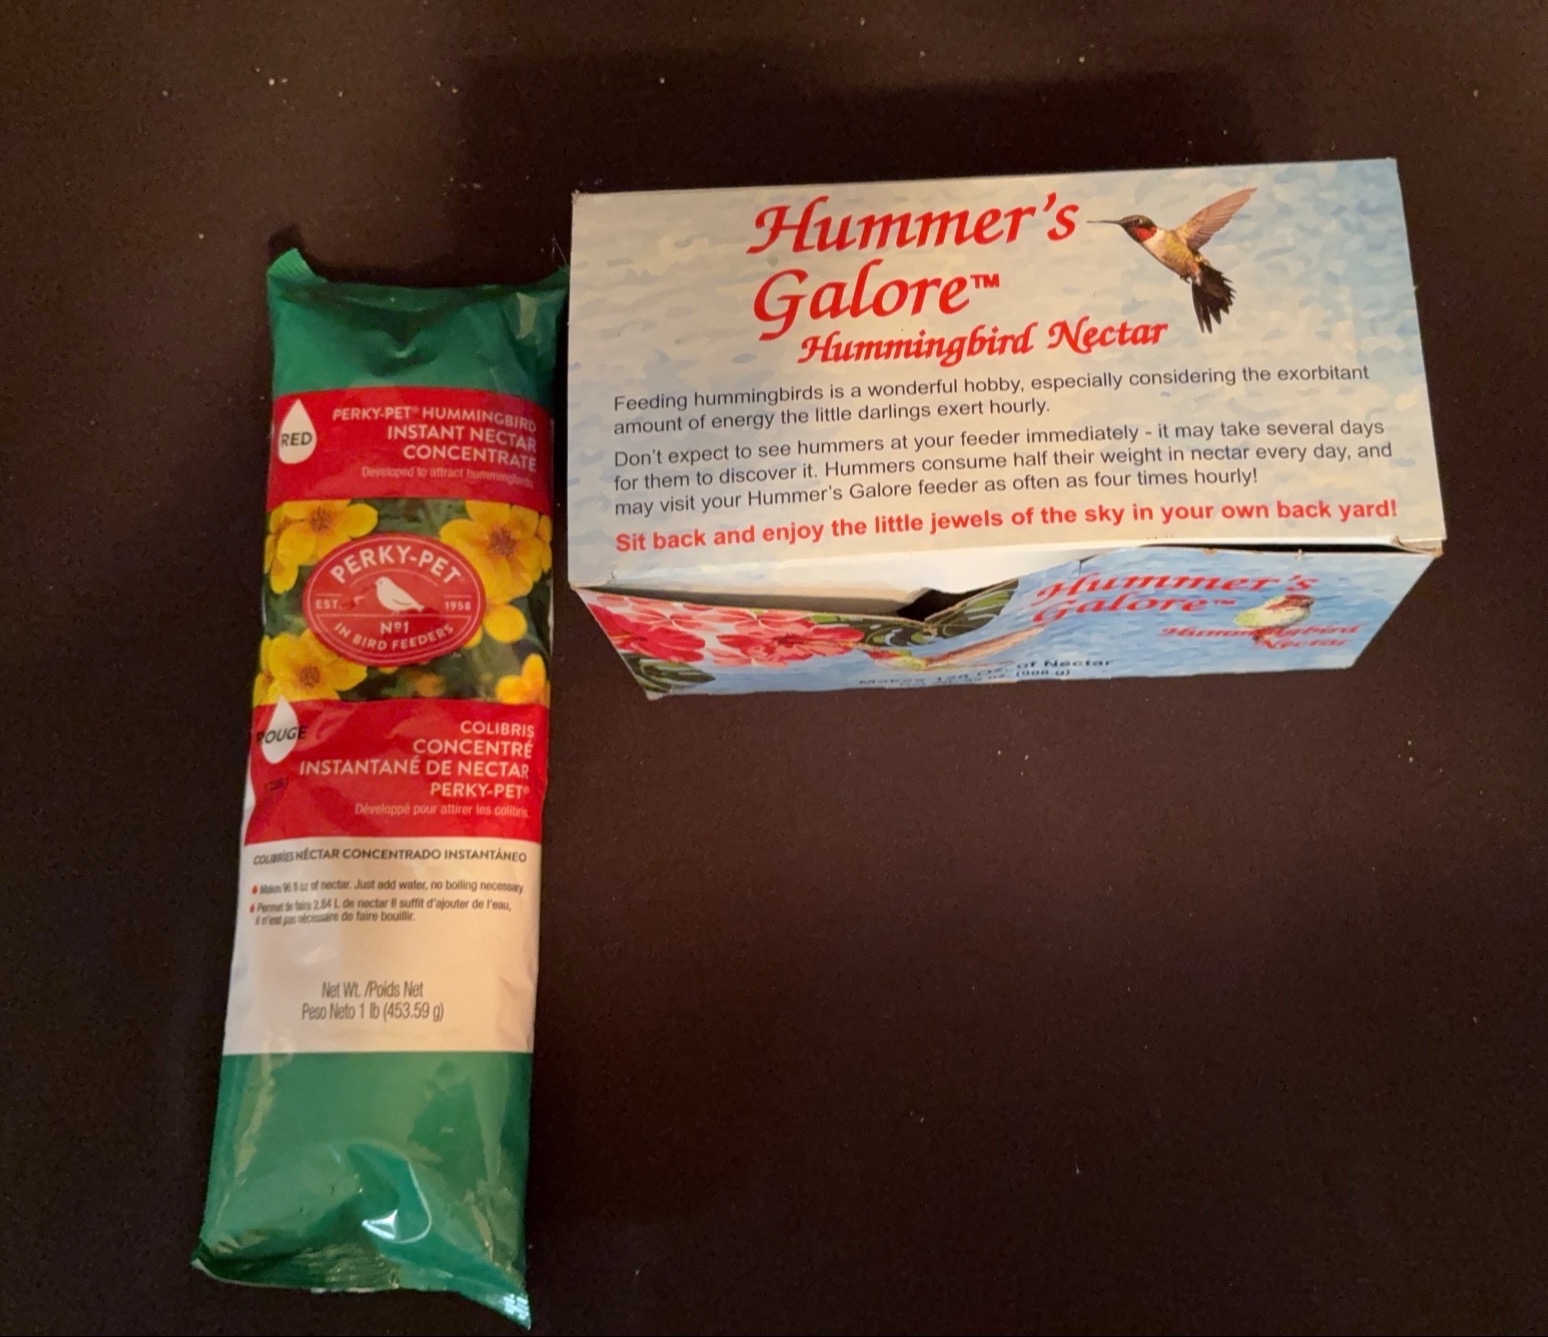 RED
PERKY-PET® HUMMINGBIRD
INSTANT NECTAR
CONCENTRATE
Developed to attract hummingbirds
PERKY-PET
EST. 1958
Nº1
IN BIRD FEEDERS
ROUGE
COLIBRIS
CONCENTRÉ
INSTANTANÉ DE NECTAR
PERKY-PET®
Développé pour attirer les colibris.
COLIBRÍES NÉCTAR CONCENTRADO INSTANTÁNEO
Makes 96 fl oz of nectar. Just add water, no boiling necessary.
Permet de faire 2.84 L de nectar Il suffit d'ajouter de l'eau,
il n'est pas nécessaire de faire bouillir.
Net Wt. /Poids Net
Peso Neto 1 lb (453.59 g)
Hummer's
Galore™
Hummingbird Nectar
Feeding hummingbirds is a wonderful hobby, especially considering the exorbitant
amount of energy the little darlings exert hourly.
Don't expect to see hummers at your feeder immediately - it may take several days
for them to discover it. Hummers consume half their weight in nectar every day, and
may visit your Hummer's Galore feeder as often as four times hourly!
Sit back and enjoy the little jewels of the sky in your own back yard!
Hummer's
Galore™
Hummingbird
Nectar
of Nectar